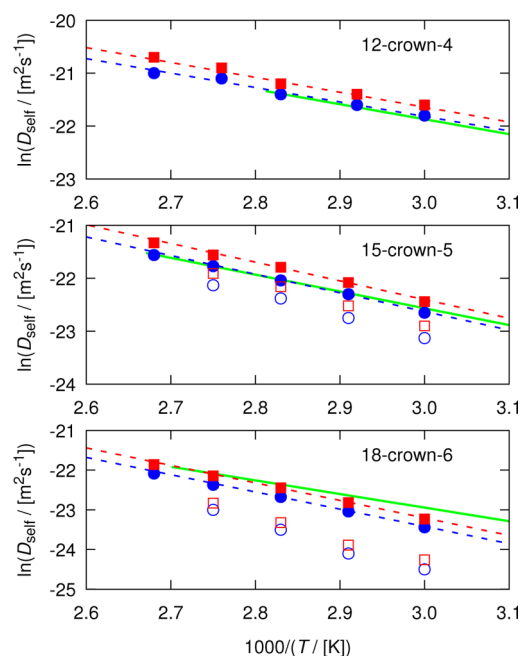 -20
-21
-22
-23
ln(D_self / [m²s⁻¹]
12-crown-4
2.6 2.7 2.8 2.9 3.0 3.1
-21
-22
-23
-24
ln(D_self / [m²s⁻¹]
15-crown-5
2.6 2.7 2.8 2.9 3.0 3.1
-21
-22
-23
-24
-25
ln(D_self / [m²s⁻¹]
18-crown-6
2.6 2.7 2.8 2.9 3.0 3.1
1000/(T / [K])